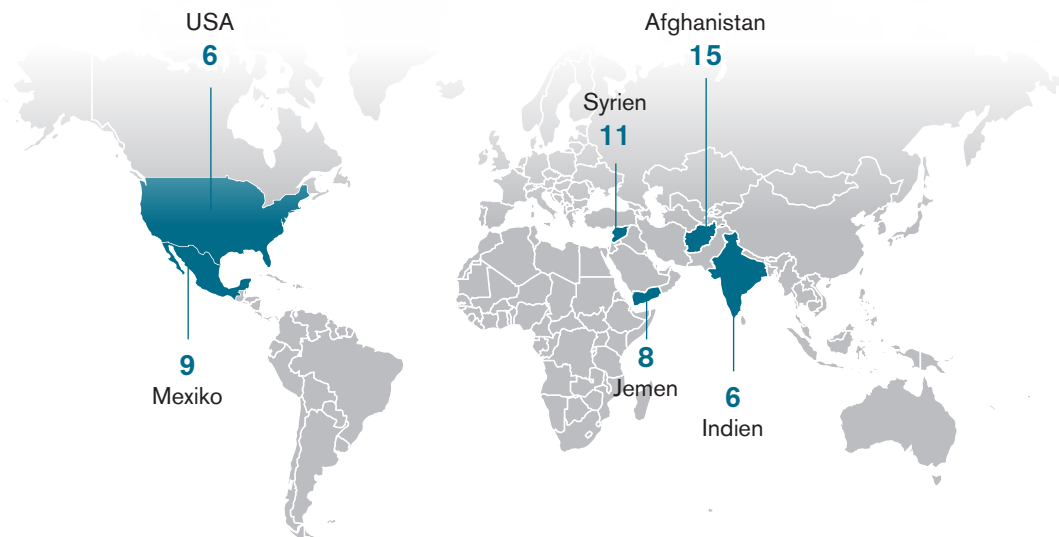 USA
6
Afghanistan
15
Syrien
11
9
Mexiko
8
Jemen
6
Indien